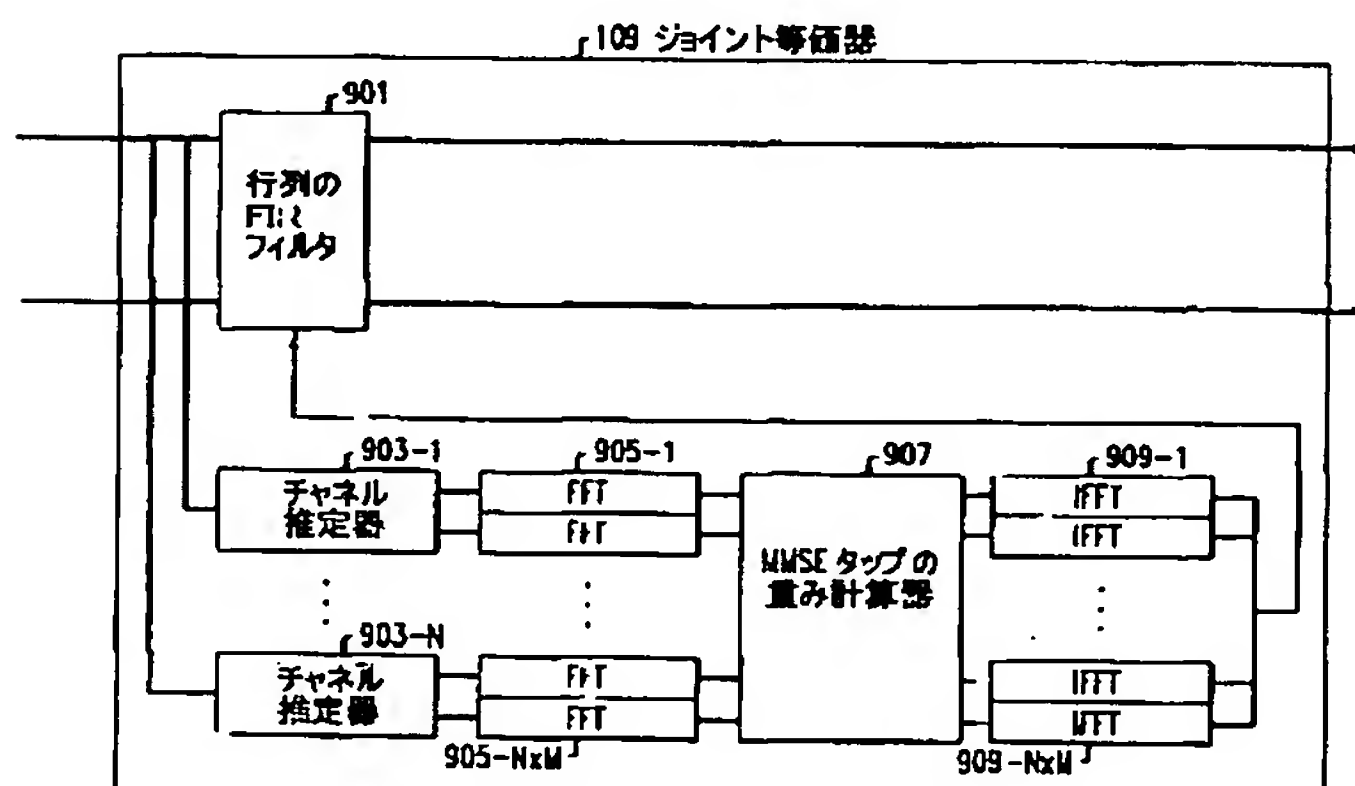 109 ジョイント等価器
901
行列の
FIR
フィルタ
903-1
905-1
907
909-1
チャネル
推定器
FFT
FFT
MMSE タップの
重み計算器
IFFT
IFFT
903-N
チャネル
推定器
FFT
FFT
IFFT
IFFT
905-NxM
909-NxM